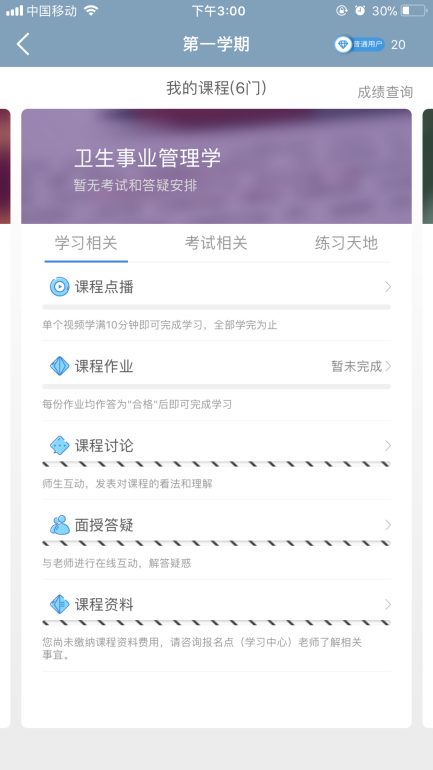 中国移动 下午3:00 30%
第一学期 普通用户 20
我的课程(6门) 成绩查询
卫生事业管理学
暂无考试和答疑安排
学习相关 考试相关 练习天地
课程点播
单个视频学满10分钟即可完成学习，全部学完为止
课程作业 暂未完成
每份作业均作答为"合格"后即可完成学习
课程讨论
师生互动，发表对课程的看法和理解
面授答疑
与老师进行在线互动，解答疑惑
课程资料
您尚未缴纳课程资料费用，请咨询报名点（学习中心）老师了解相关
事宜。